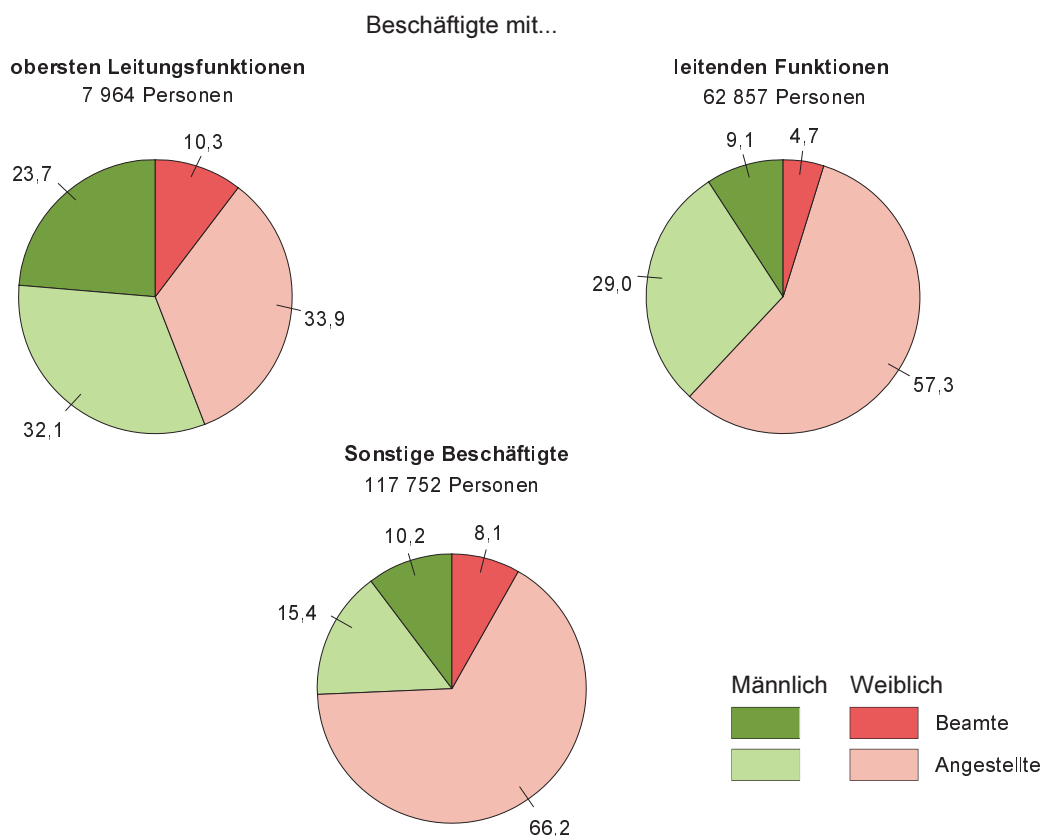 Beschäftigte mit...
obersten Leitungsfunktionen
7 964 Personen
10,3
23,7
33,9
32,1
leitenden Funktionen
62 857 Personen
9,1
4,7
29,0
57,3
Sonstige Beschäftigte
117 752 Personen
10,2
8,1
15,4
66,2
Männlich Weiblich
Beamte
Angestellte